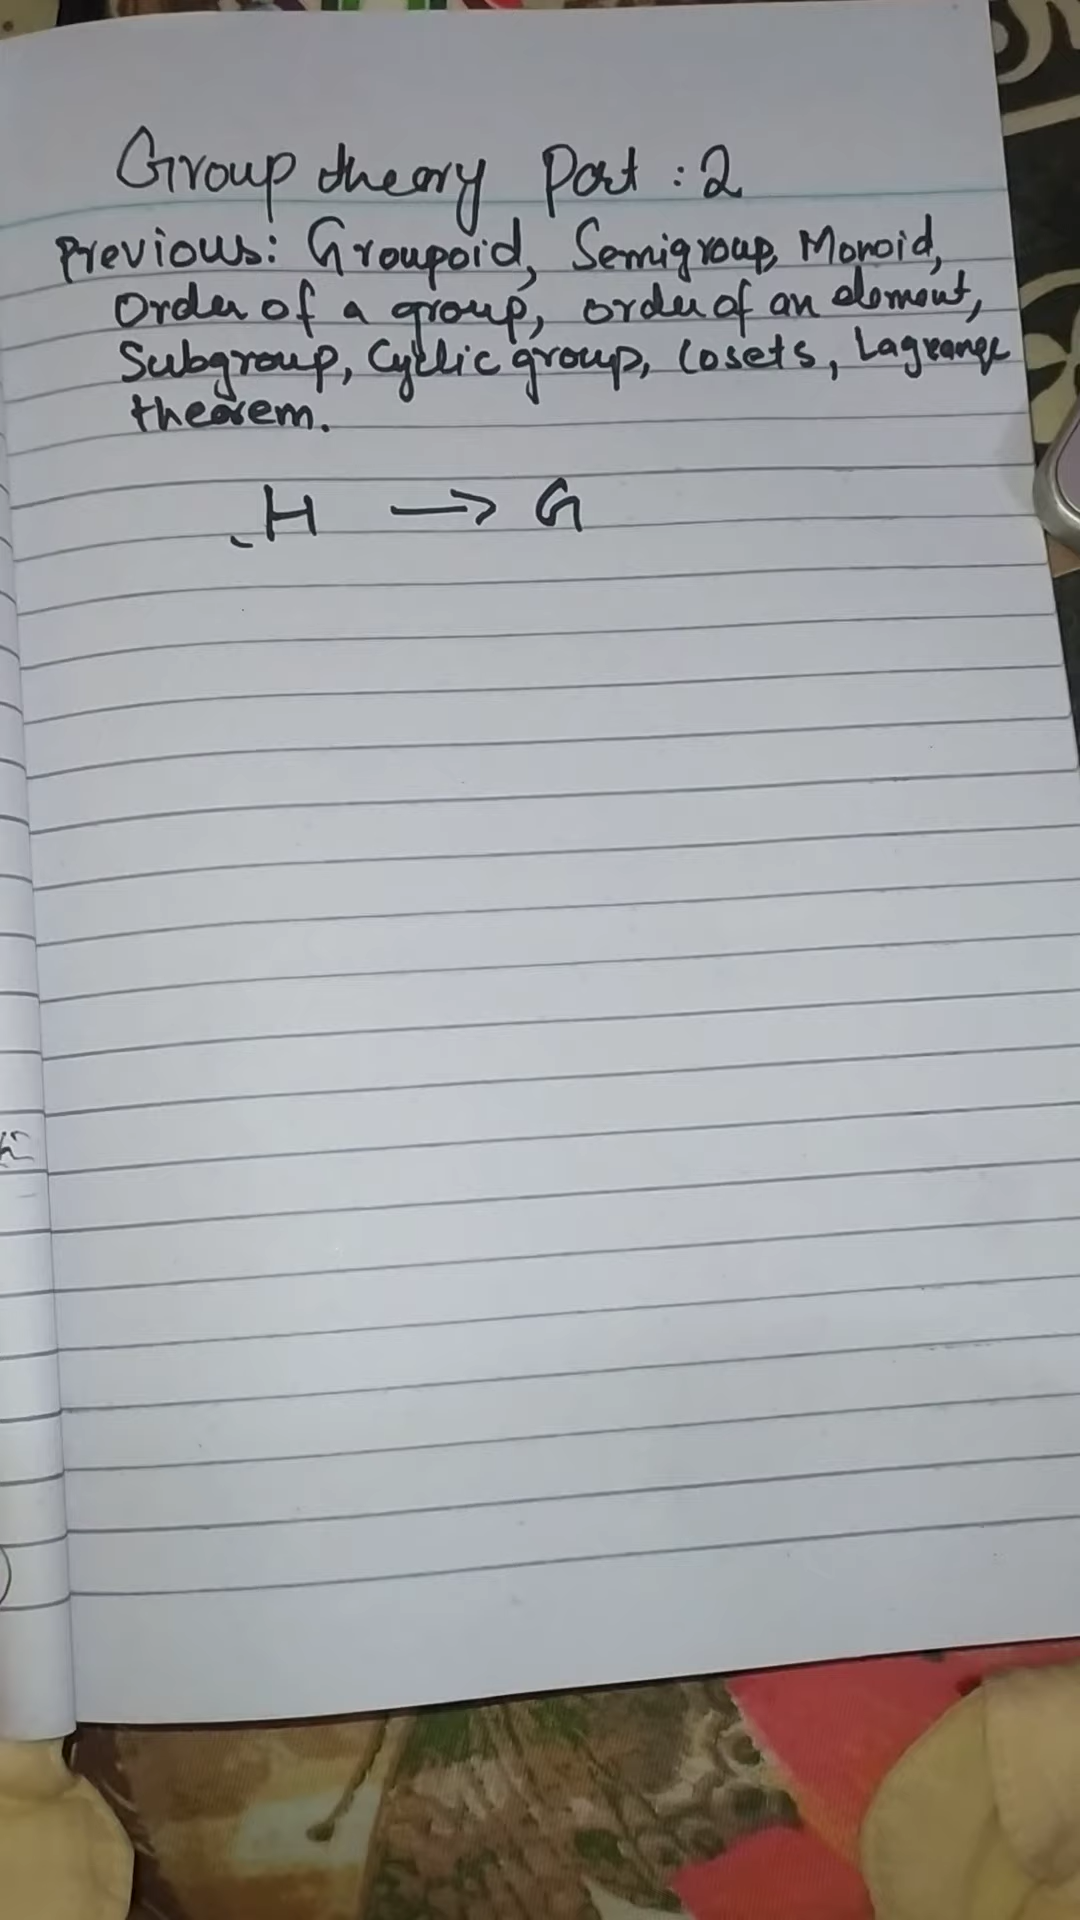 Group theory Part : 2
Previous: Groupoid, Semigroup, Monoid,
Order of a group, order of an element,
Subgroup, Cyclic group, Cosets, Lagrange
theorem.
H → G